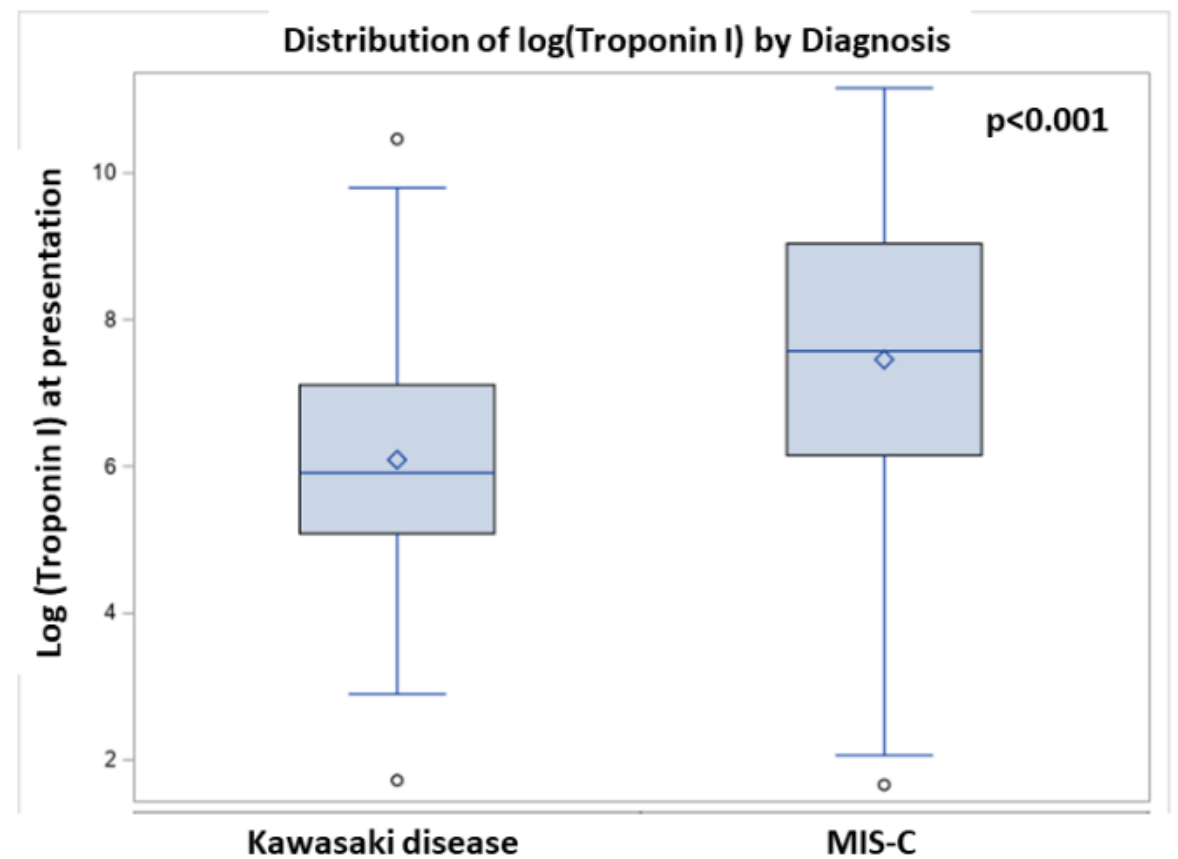 Distribution of log(Troponin I) by Diagnosis
p<0.001
Log (Troponin I) at presentation
10
8
6
4
2
Kawasaki disease
MIS-C